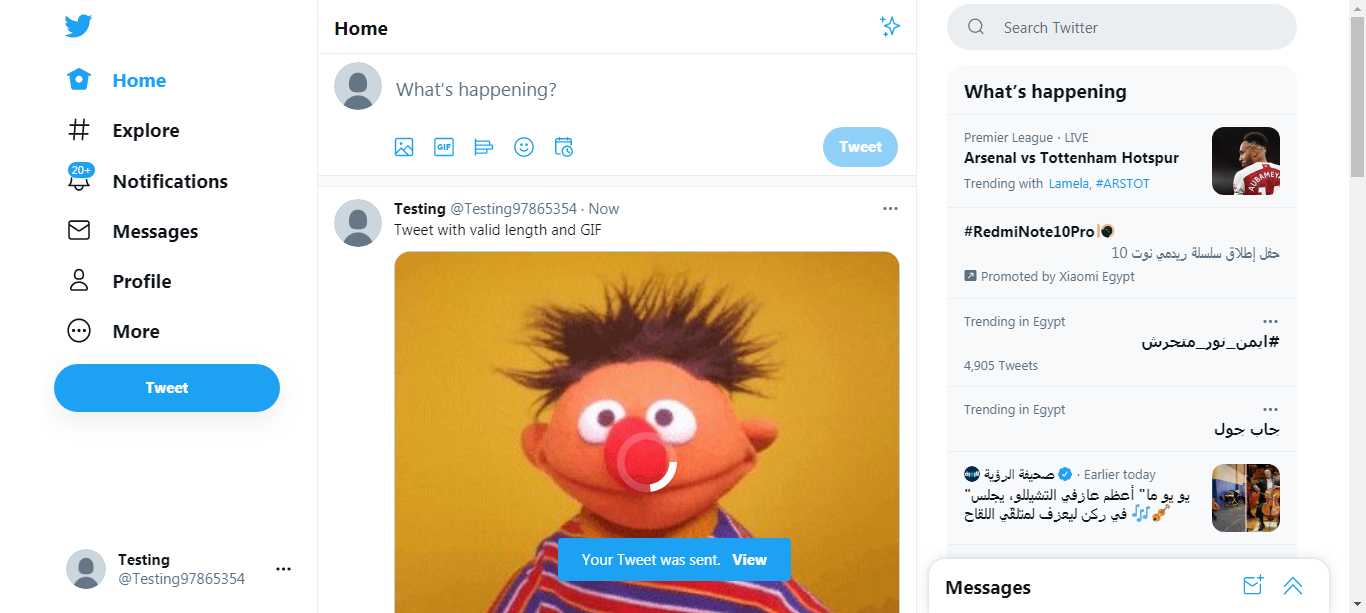 Home
Explore
20+
Notifications
Messages
Profile
More
Tweet
Testing
@Testing97865354
Home
What's happening?
GIF
Tweet
Testing @Testing97865354 · Now
Tweet with valid length and GIF
Your Tweet was sent. View
Search Twitter
What's happening
Premier League · LIVE
Arsenal vs Tottenham Hotspur
Trending with Lamela, #ARSTOT
AUBAMEY
#RedmiNote10Pro
حفل إطلاق سلسلة ريدمي نوت 10
Promoted by Xiaomi Egypt
Trending in Egypt
#ايمن_نور_متحرش
4,905 Tweets
Trending in Egypt
جاب جول
صحيفة الرؤية · Earlier today
يو يو ما" أعظم عازفي التشيللو، يجلس"
في ركن ليعزف لمتلقّي اللقاح 🎶🎻
Messages